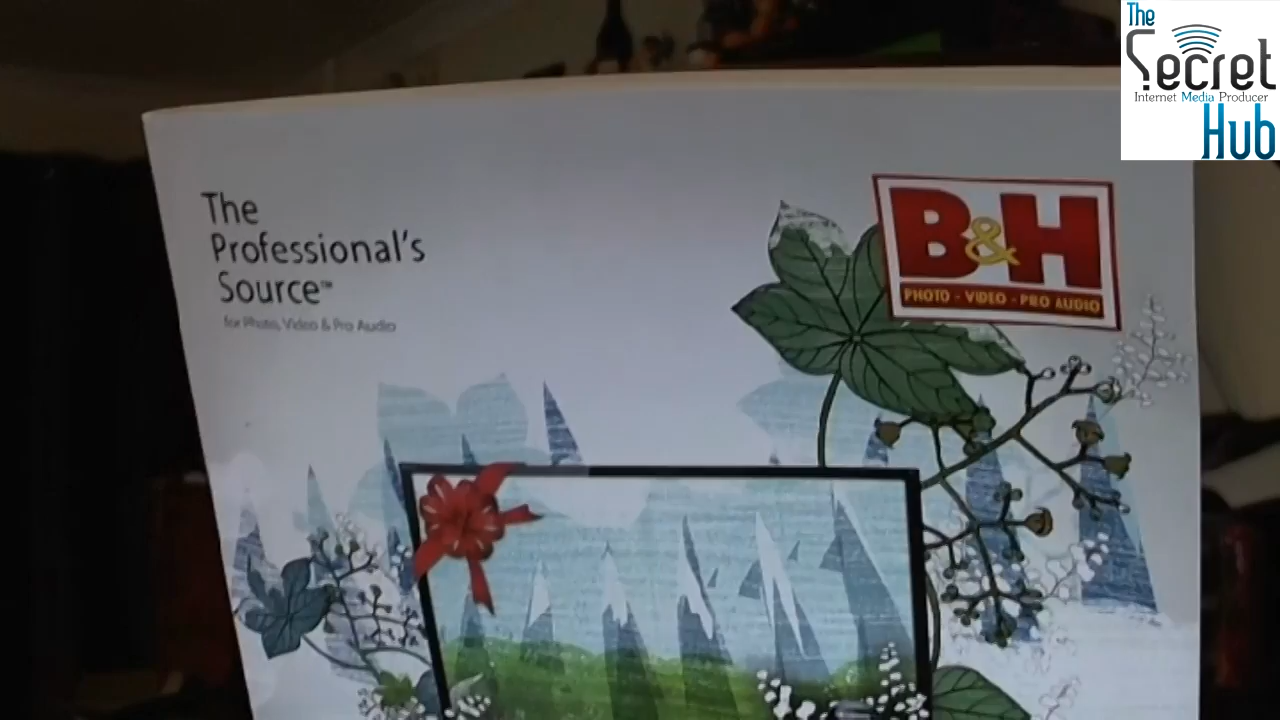 The
Secret
Internet Media Producer
Hub
The
Professional's
Source™
for Photo, Video & Pro Audio
B&H
PHOTO - VIDEO - PRO AUDIO